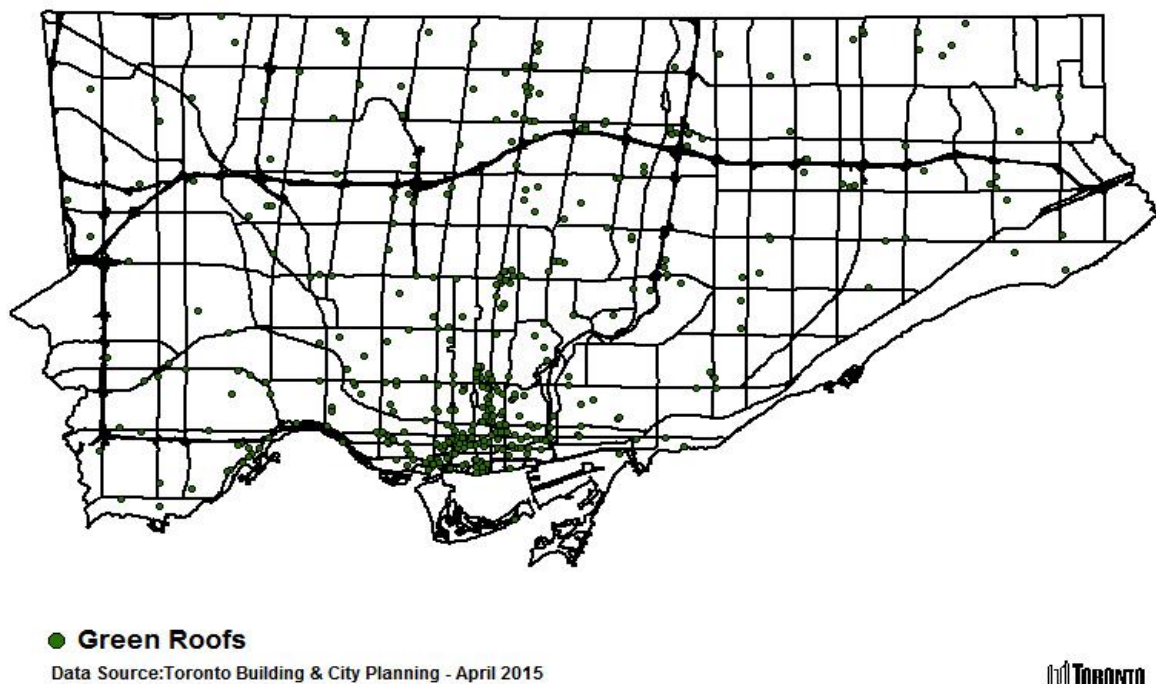 Green Roofs
Data Source:Toronto Building & City Planning - April 2015
TORONTO